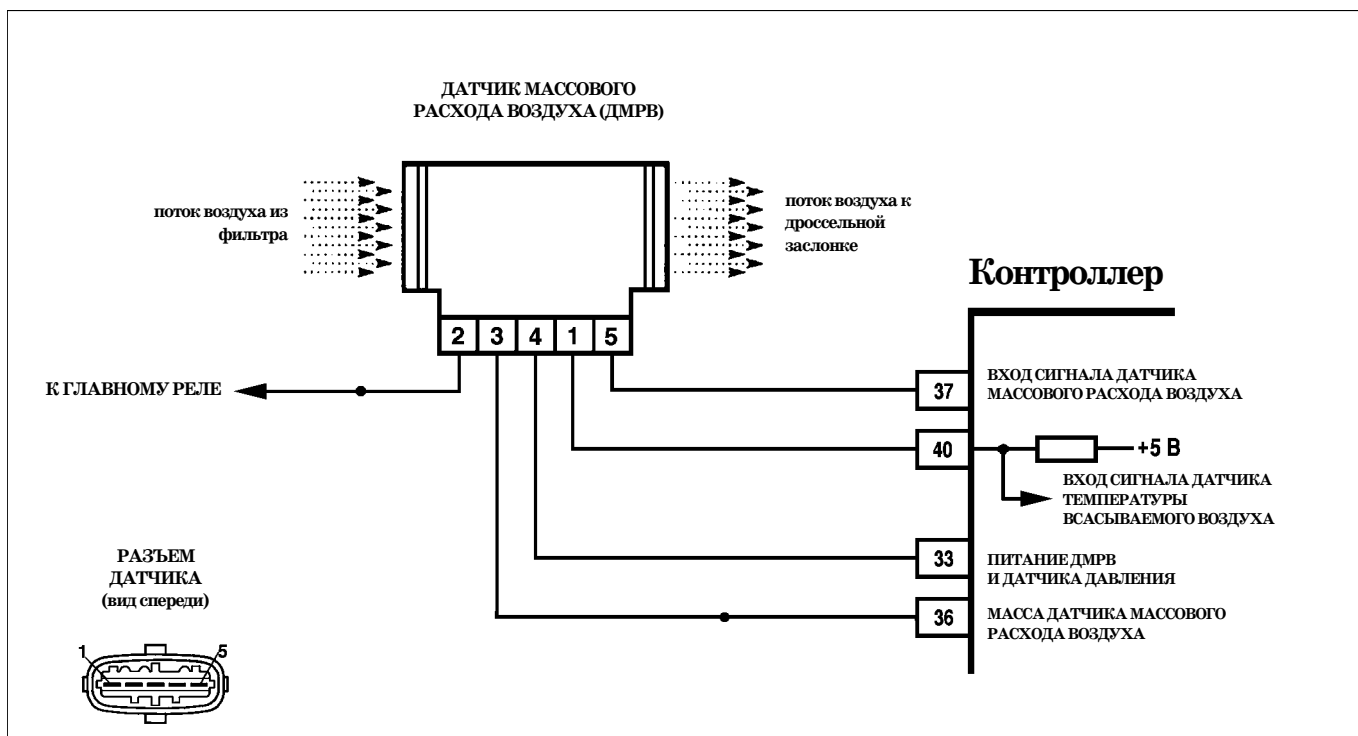 ДАТЧИК МАССОВОГО
РАСХОДА ВОЗДУХА (ДМРВ)
поток воздуха из
фильтра
поток воздуха к
дроссельной
заслонке
Контроллер
2 3 4 1 5
К ГЛАВНОМУ РЕЛЕ
37
ВХОД СИГНАЛА ДАТЧИКА
МАССОВОГО РАСХОДА ВОЗДУХА
40
+5 В
ВХОД СИГНАЛА ДАТЧИКА
ТЕМПЕРАТУРЫ
ВСАСЫВАЕМОГО ВОЗДУХА
33
ПИТАНИЕ ДМРВ
И ДАТЧИКА ДАВЛЕНИЯ
36
МАССА ДАТЧИКА МАССОВОГО
РАСХОДА ВОЗДУХА
РАЗЪЕМ
ДАТЧИКА
(вид спереди)
1 5